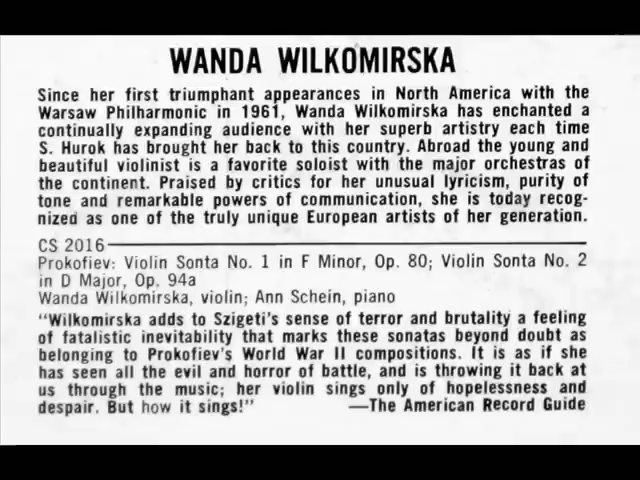 WANDA WILKOMIRSKA
Since her first triumphant appearances in North America with the
Warsaw Philharmonic in 1961, Wanda Wilkomirska has enchanted a
continually expanding audience with her superb artistry each time
S. Hurok has brought her back to this country. Abroad the young and
beautiful violinist is a favorite soloist with the major orchestras of
the continent. Praised by critics for her unusual lyricism, purity of
tone and remarkable powers of communication, she is today recog-
nized as one of the truly unique European artists of her generation.
CS 2016
Prokofiev: Violin Sonta No. 1 in F Minor, Op. 80; Violin Sonta No. 2
in D Major, Op. 94a
Wanda Wilkomirska, violin; Ann Schein, piano
"Wilkomirska adds to Szigeti's sense of terror and brutality a feeling
of fatalistic inevitability that marks these sonatas beyond doubt as
belonging to Prokofiev's World War II compositions. It is as if she
has seen all the evil and horror of battle, and is throwing it back at
us through the music; her violin sings only of hopelessness and
despair. But how it sings!" —The American Record Guide